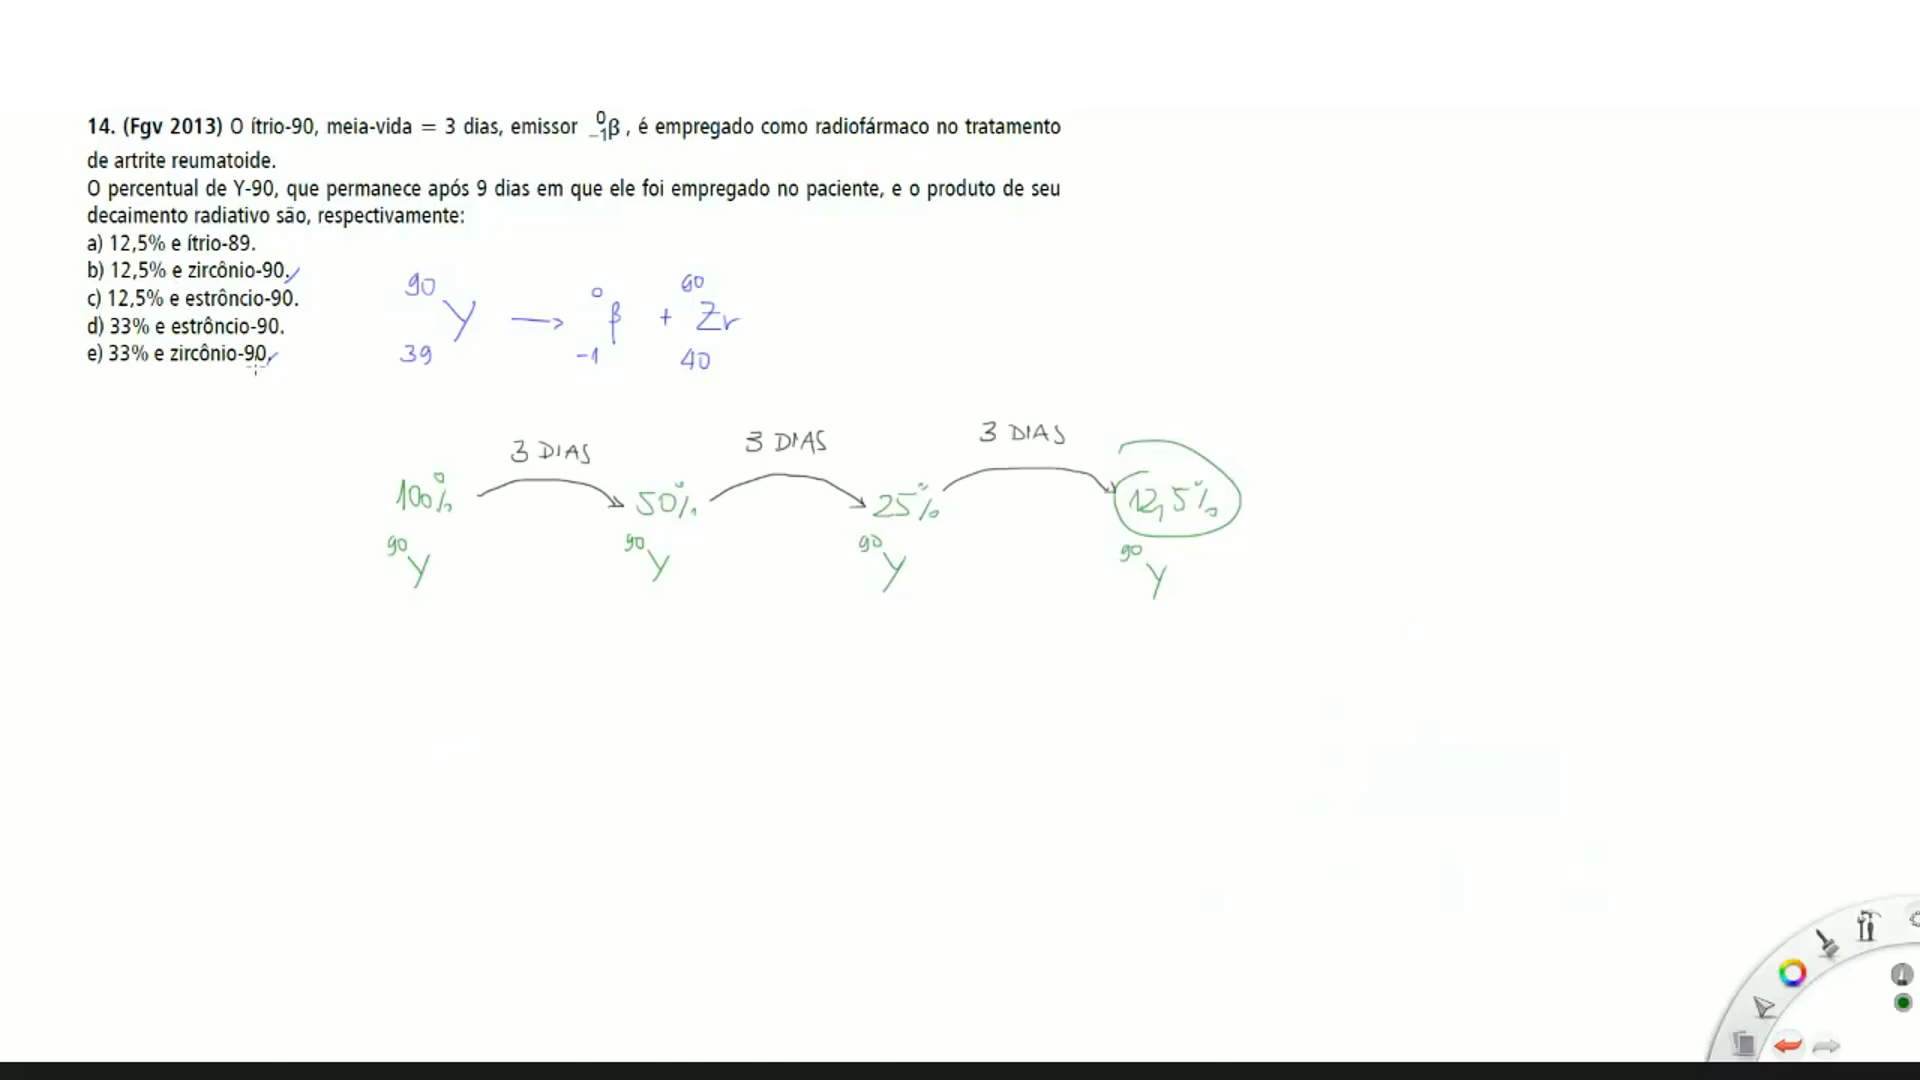 14. (Fgv 2013) O ítrio-90, meia-vida = 3 dias, emissor ⁰₋₁β, é empregado como radiofármaco no tratamento
de artrite reumatoide.
O percentual de Y-90, que permanece após 9 dias em que ele foi empregado no paciente, e o produto de seu
decaimento radiativo são, respectivamente:
a) 12,5% e ítrio-89.
b) 12,5% e zircônio-90.
c) 12,5% e estrôncio-90.
d) 33% e estrôncio-90.
e) 33% e zircônio-90.
⁹⁰₃₉Y → ⁰₋₁β + ⁹⁰₄₀Zr
3 DIAS 3 DIAS 3 DIAS
100% 50% 25% 12,5%
⁹⁰Y ⁹⁰Y ⁹⁰Y ⁹⁰Y